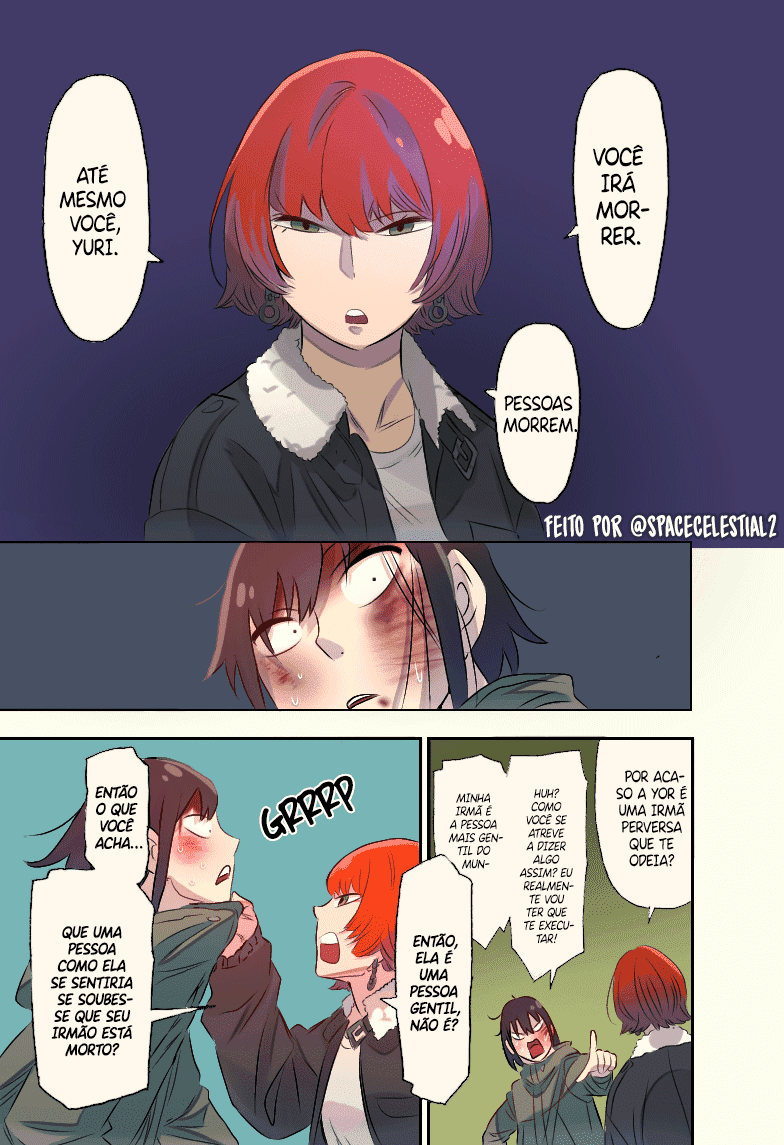 VOCÊ
IRÁ
MOR-
RER.
ATÉ
MESMO
VOCÊ,
YURI.
PESSOAS
MORREM.
FEITO POR @SPACECELESTIAL2
POR ACA-
SO A YOR É
UMA IRMÃ
PERVERSA
QUE TE
ODEIA?
HUH?
COMO
VOCÊ SE
ATREVE
A DIZER
ALGO
ASSIM? EU
REALMEN-
TE VOU
TER QUE
TE EXECU-
TAR!
MINHA
IRMÃ É
A PESSOA
MAIS GEN-
TIL DO
MUN-
ENTÃO,
ELA É
UMA
PESSOA
GENTIL,
NÃO É?
GRRRP
ENTÃO
O QUE
VOCÊ
ACHA...
QUE UMA
PESSOA
COMO ELA
SE SENTIRIA
SE SOUBES-
SE QUE SEU
IRMÃO ESTÁ
MORTO?